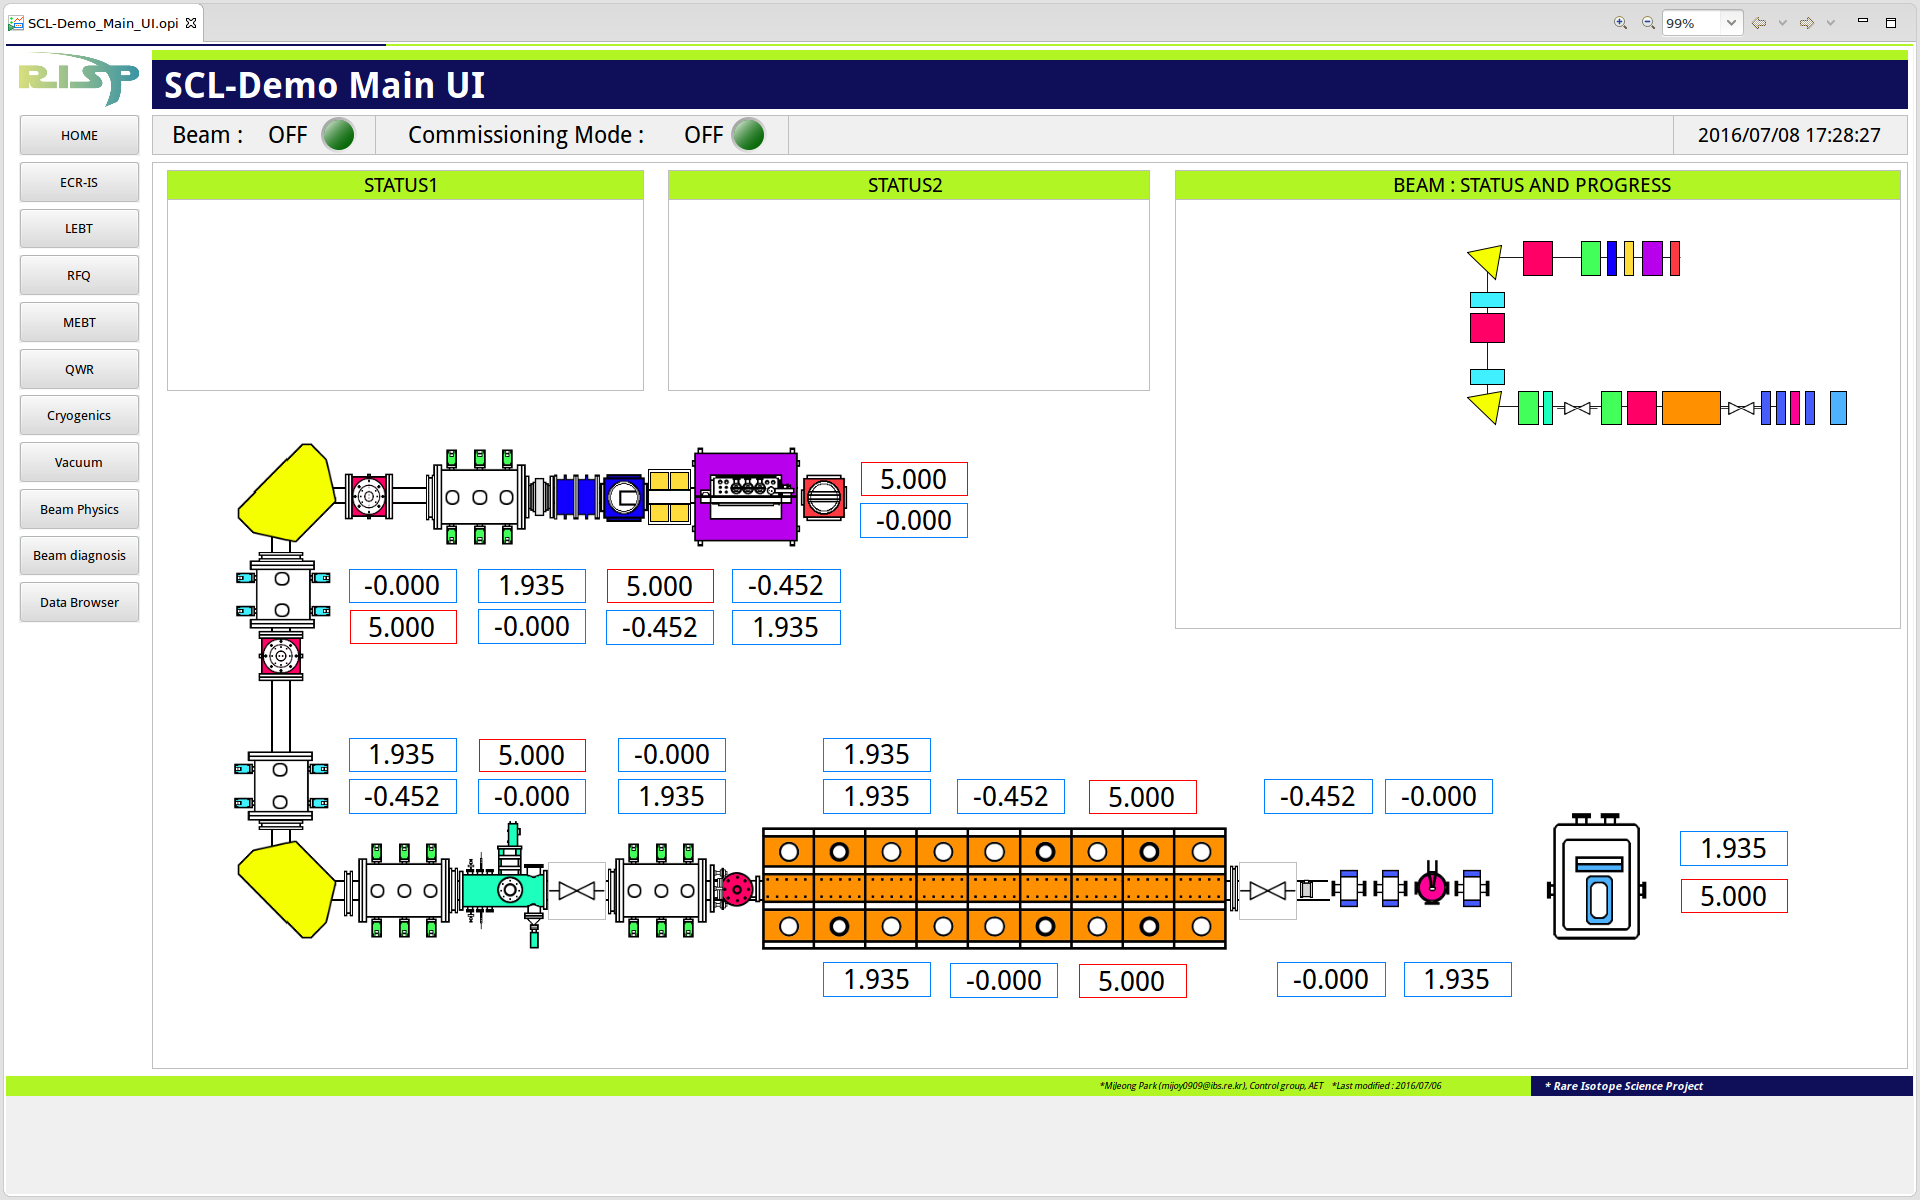 SCL-Demo_Main_UI.opi
99%
RISP
SCL-Demo Main UI
HOME
ECR-IS
LEBT
RFQ
MEBT
QWR
Cryogenics
Vacuum
Beam Physics
Beam diagnosis
Data Browser
Beam : OFF
Commissioning Mode : OFF
2016/07/08 17:28:27
STATUS1
STATUS2
BEAM : STATUS AND PROGRESS
5.000
-0.000
-0.000 1.935 5.000 -0.452
5.000 -0.000 -0.452 1.935
1.935 5.000 -0.000 1.935
-0.452 -0.000 1.935 1.935 -0.452 5.000 -0.452 -0.000
1.935
5.000
1.935 -0.000 5.000 -0.000 1.935
*MiJeong Park (mijoy0909@ibs.re.kr), Control group, AET *Last modified : 2016/07/06
* Rare Isotope Science Project